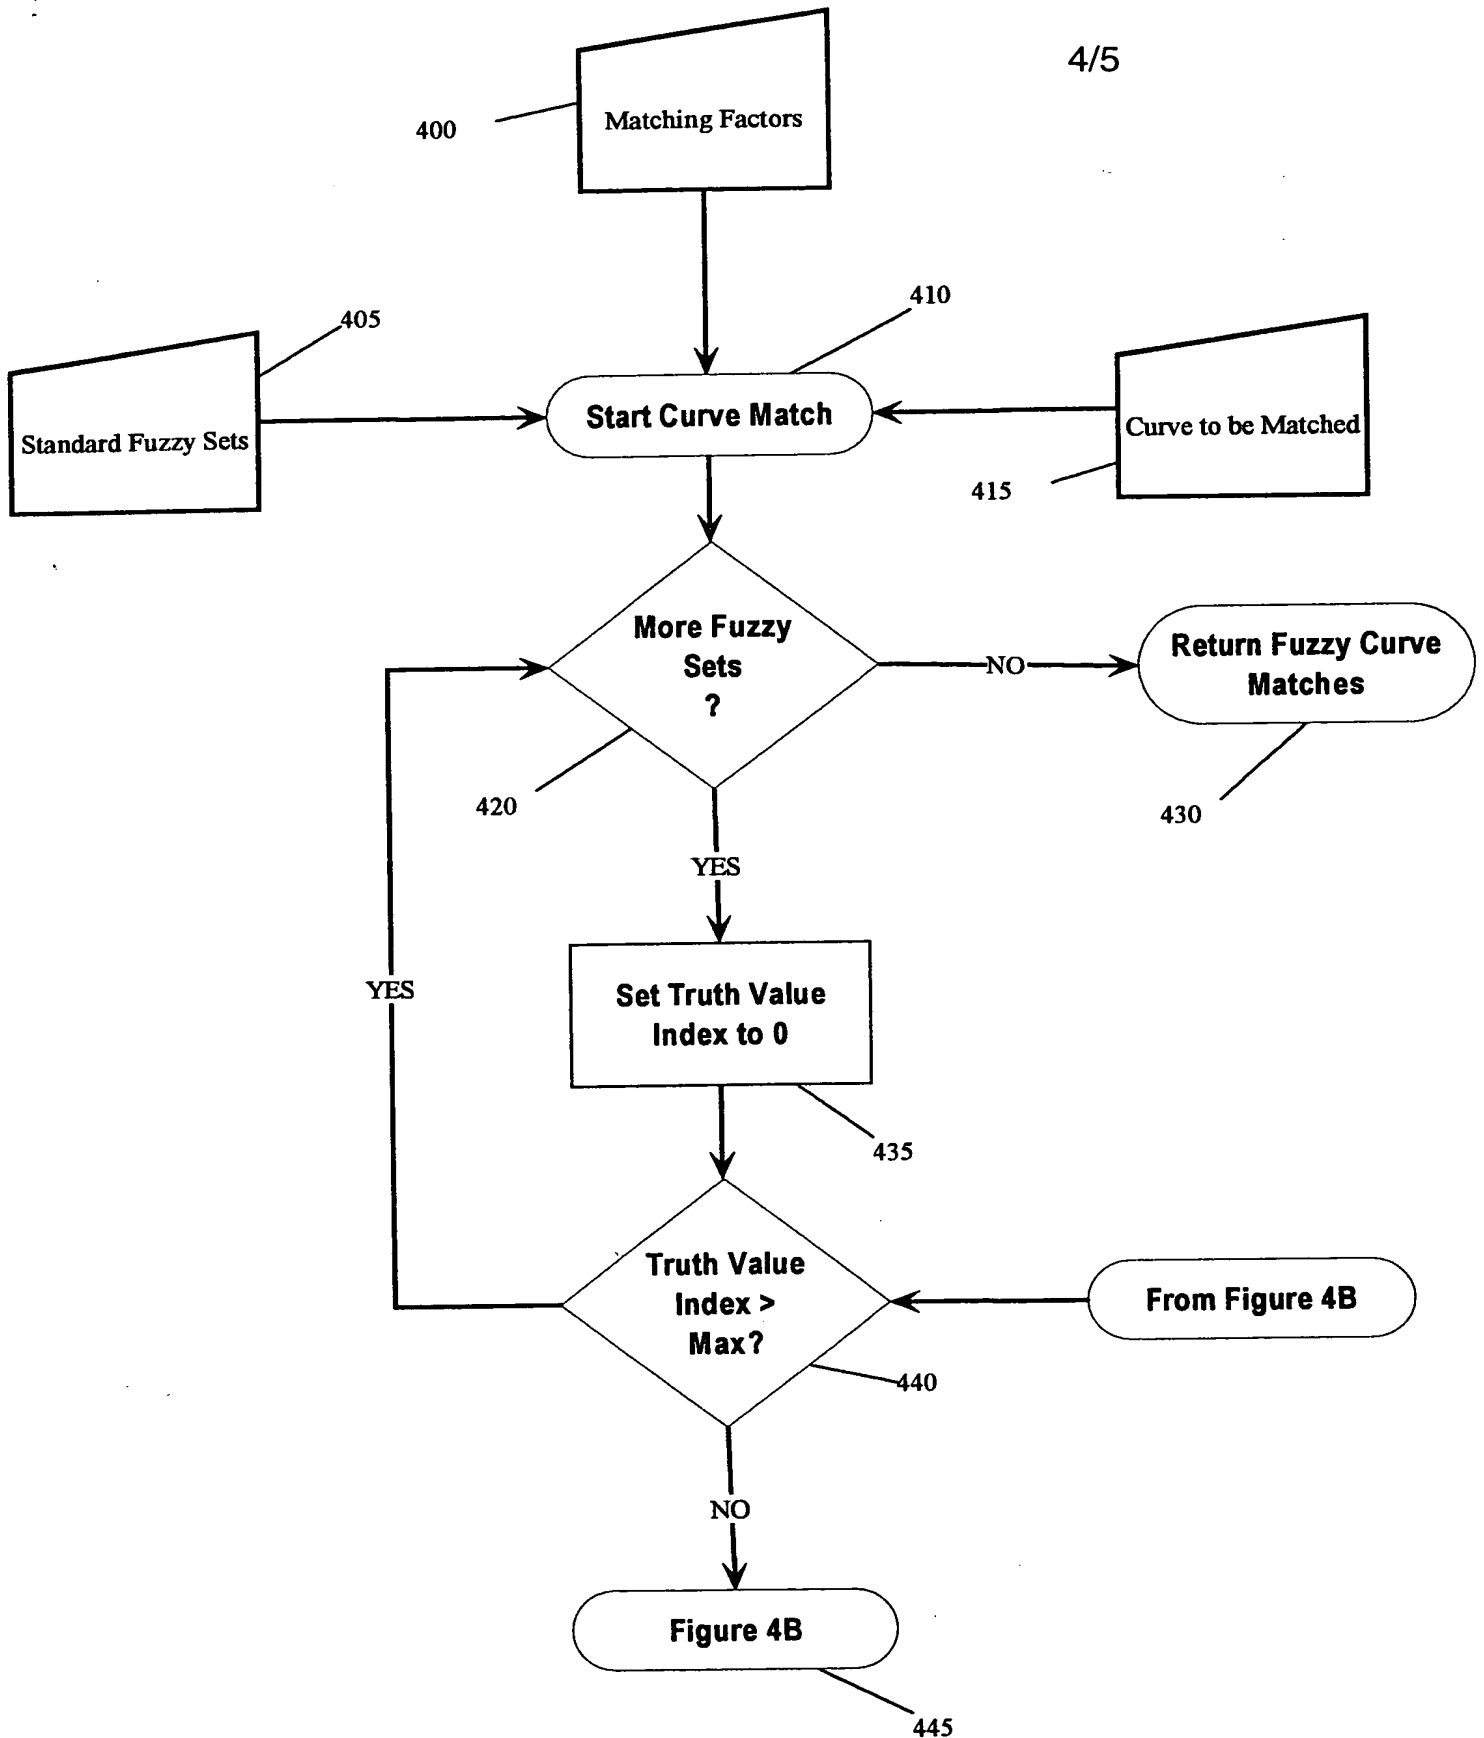 4/5
400
Matching Factors
410
405
Start Curve Match
Standard Fuzzy Sets
Curve to be Matched
415
More Fuzzy
Sets
?
NO
Return Fuzzy Curve
Matches
420
430
YES
YES
Set Truth Value
Index to 0
435
Truth Value
Index >
Max?
From Figure 4B
440
NO
Figure 4B
445